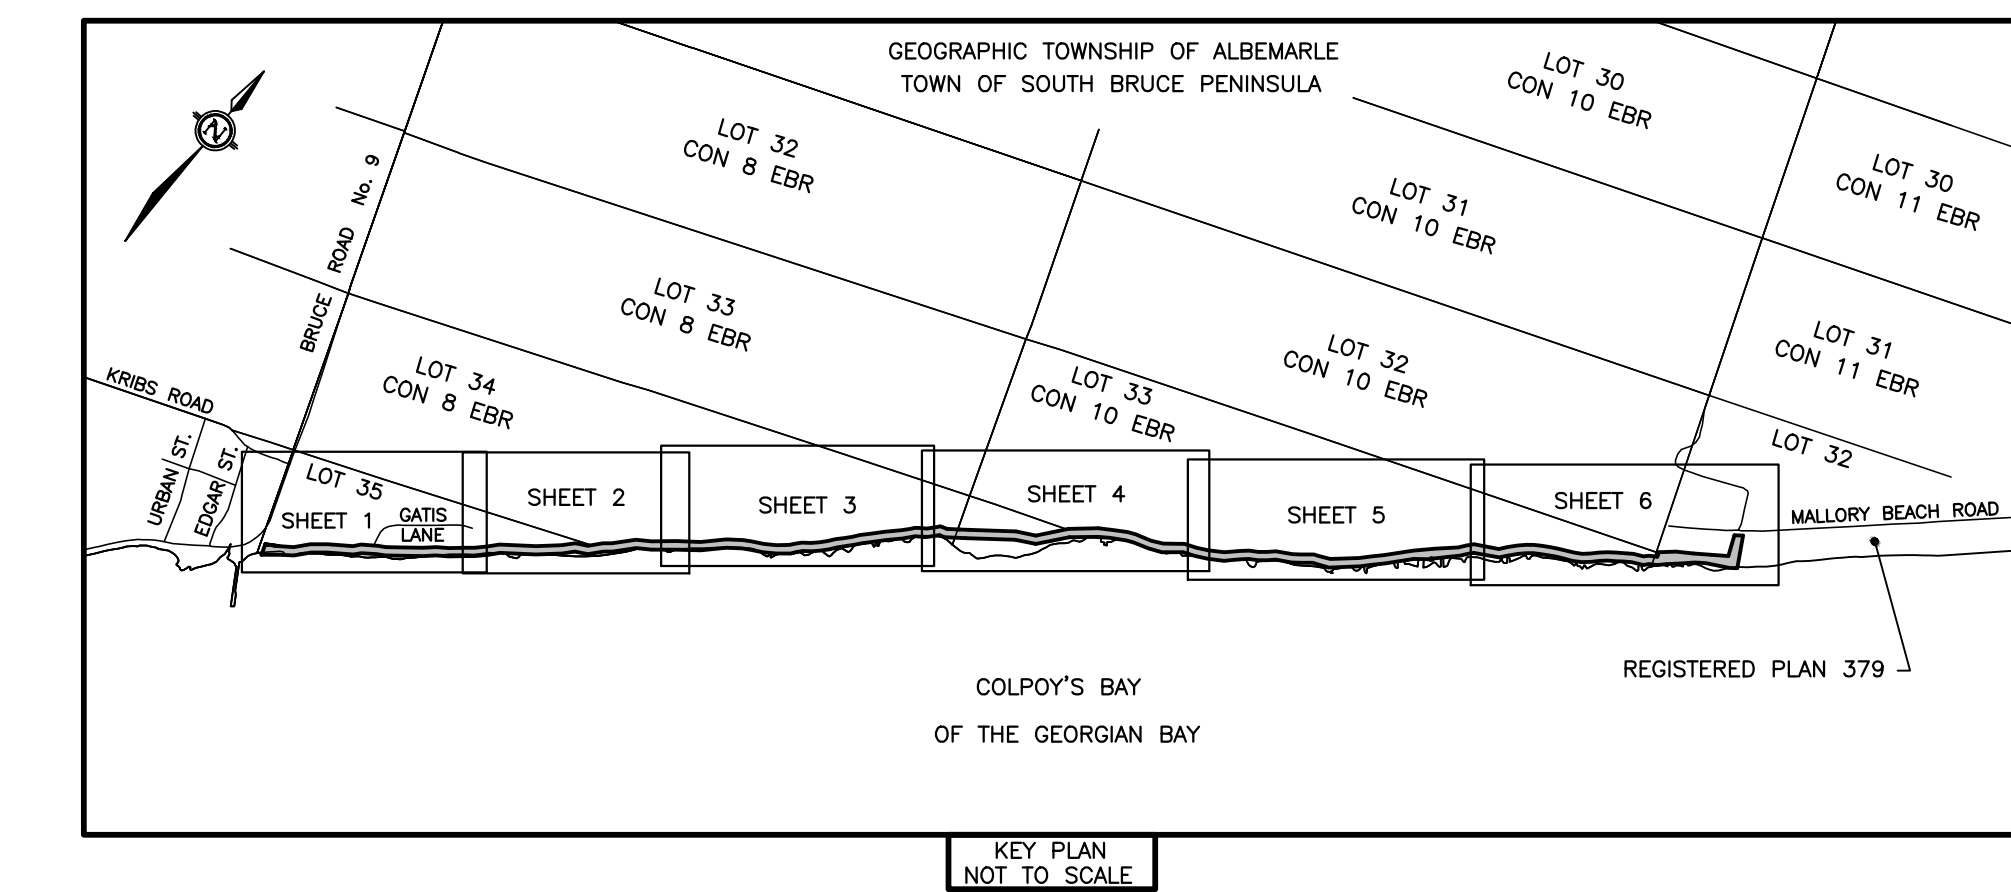 GEOGRAPHIC TOWNSHIP OF ALBEMARLE
TOWN OF SOUTH BRUCE PENINSULA
N
LOT 30
CON 10 EBR
LOT 32
CON 8 EBR
LOT 31
CON 10 EBR
LOT 30
CON 11 EBR
BRUCE ROAD No. 9
LOT 33
CON 8 EBR
LOT 32
CON 10 EBR
LOT 31
CON 11 EBR
KRIBS ROAD
LOT 34
CON 8 EBR
LOT 33
CON 10 EBR
LOT 32
URBAN ST.
EDGAR ST.
LOT 35
SHEET 1
GATIS
LANE
SHEET 2
SHEET 3
SHEET 4
SHEET 5
SHEET 6
MALLORY BEACH ROAD
REGISTERED PLAN 379
COLPOY'S BAY
OF THE GEORGIAN BAY
KEY PLAN
NOT TO SCALE